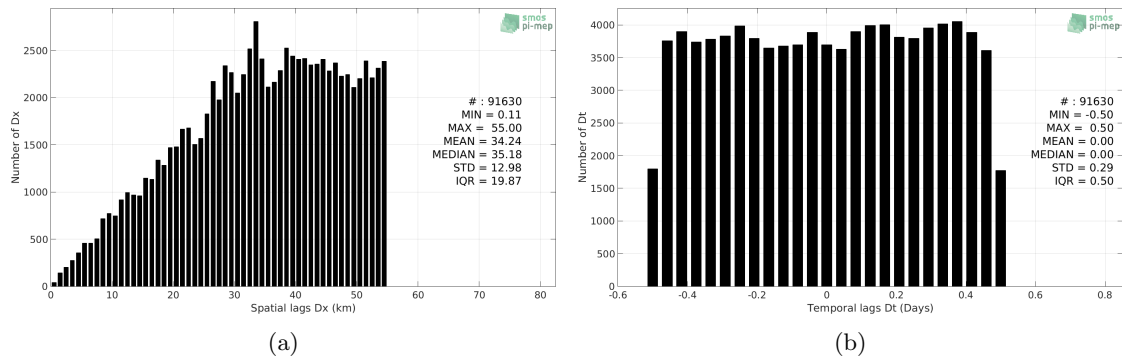 smos
pi-mep
2500
2000
1500
1000
500
0
Number of Dx
# : 91630
MIN = 0.11
MAX = 55.00
MEAN = 34.24
MEDIAN = 35.18
STD = 12.98
IQR = 19.87
0 10 20 30 40 50 60 70 80
Spatial lags Dx (km)
(a)
smos
pi-mep
4000
3500
3000
2500
2000
1500
1000
500
0
Number of Dt
# : 91630
MIN = -0.50
MAX = 0.50
MEAN = 0.00
MEDIAN = 0.00
STD = 0.29
IQR = 0.50
-0.6 -0.4 -0.2 0 0.2 0.4 0.6 0.8
Temporal lags Dt (Days)
(b)